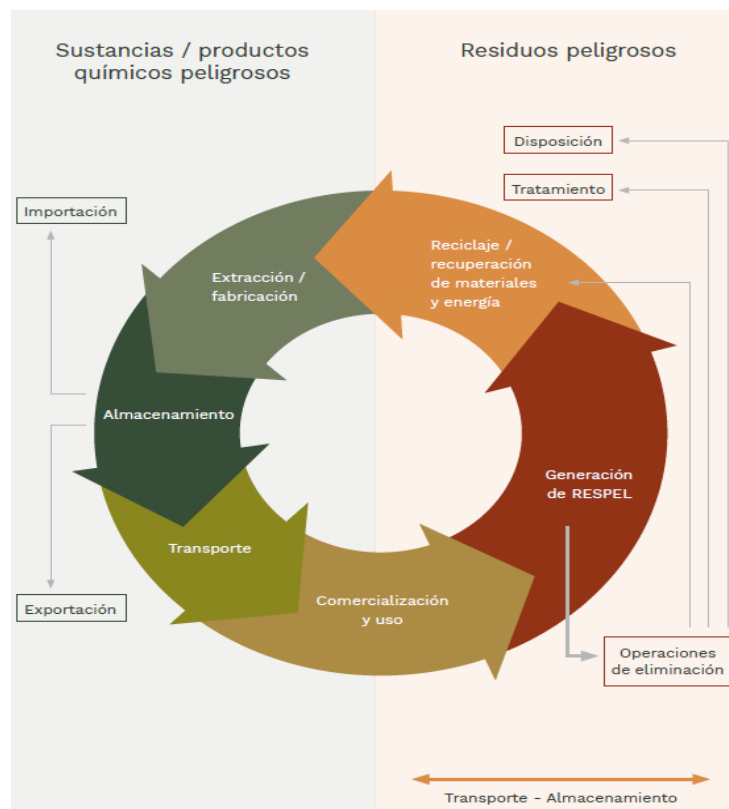 Sustancias / productos
químicos peligrosos
Residuos peligrosos
Disposición
Tratamiento
Importación
Reciclaje /
recuperación
de materiales
y energía
Extracción /
fabricación
Almacenamiento
Generación
de RESPEL
Transporte
Comercialización
y uso
Exportación
Operaciones
de eliminación
Transporte - Almacenamiento